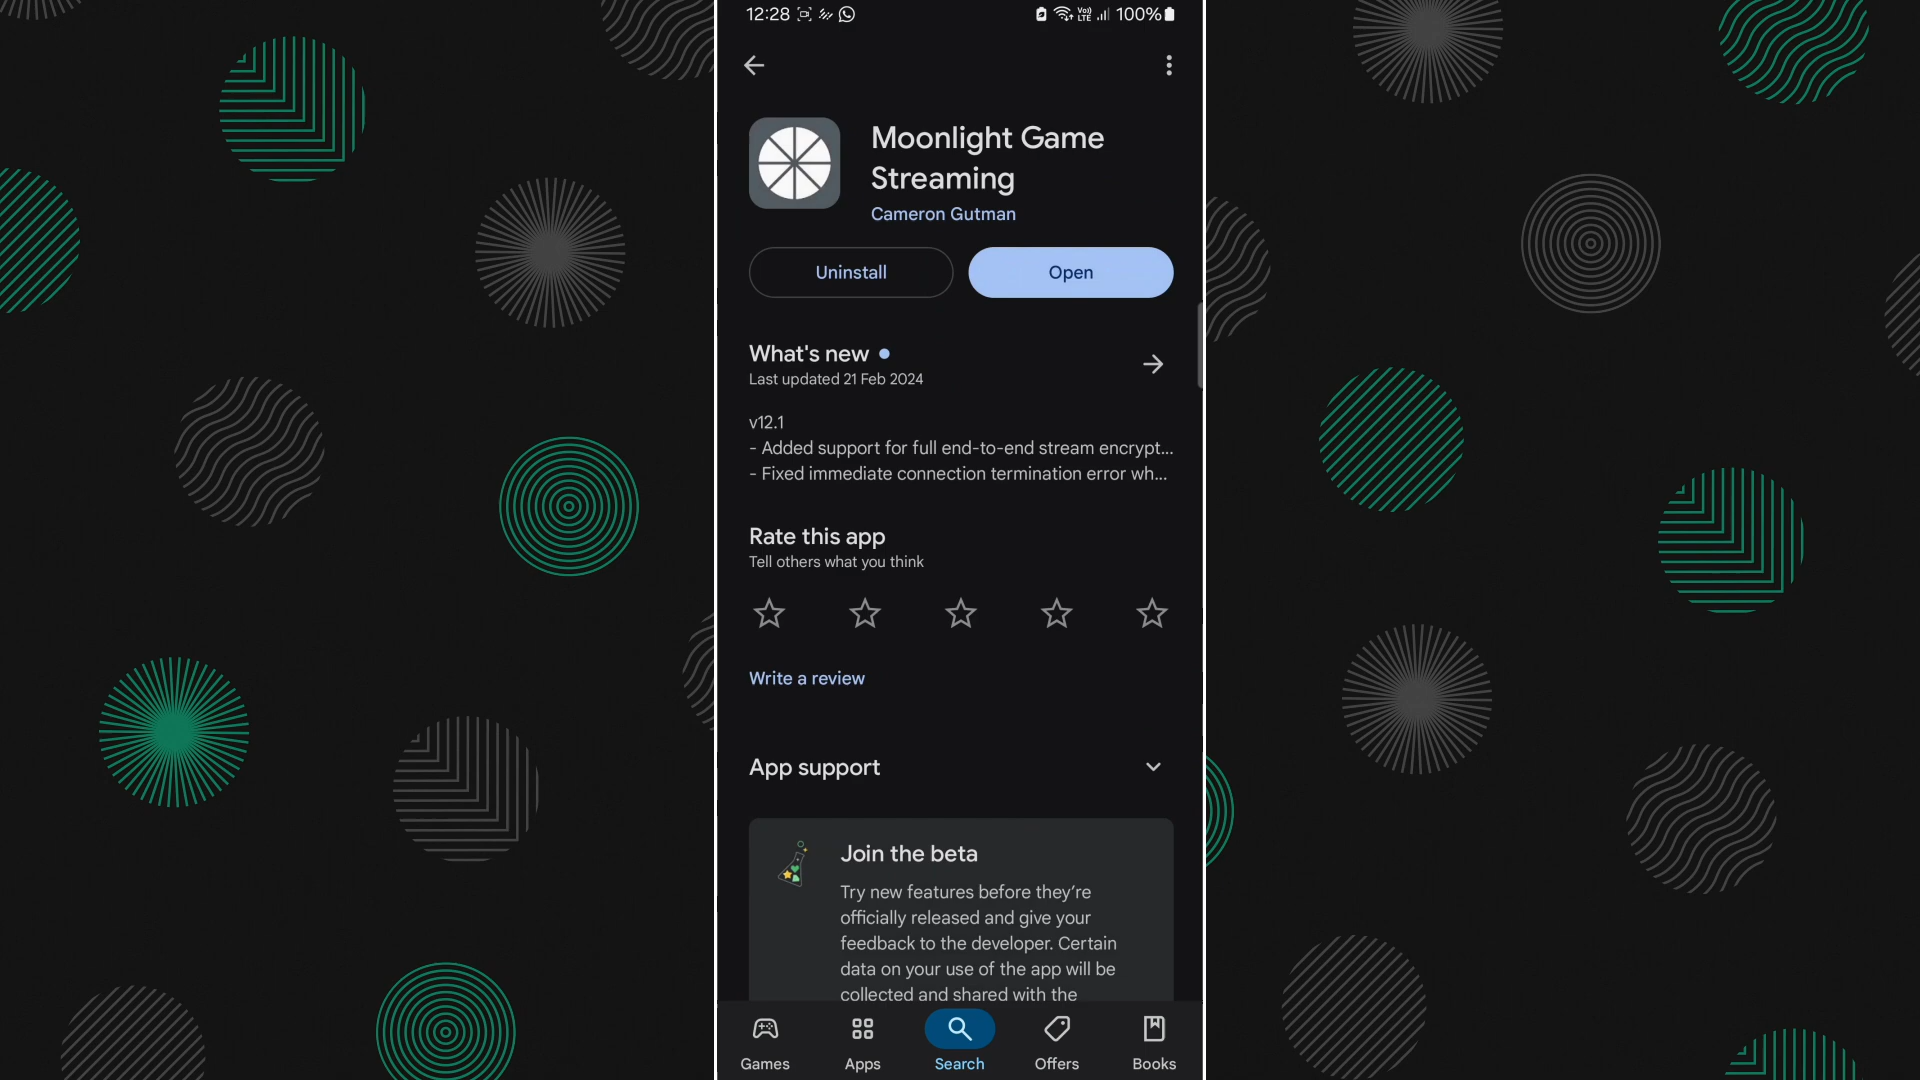 12:28
Vo)) LTE
100%
Moonlight Game
Streaming
Cameron Gutman
Uninstall
Open
What's new
Last updated 21 Feb 2024
v12.1
- Added support for full end-to-end stream encrypt...
- Fixed immediate connection termination error wh...
Rate this app
Tell others what you think
Write a review
App support
Join the beta
Try new features before they’re
officially released and give your
feedback to the developer. Certain
data on your use of the app will be
collected and shared with the
Games
Apps
Search
Offers
Books